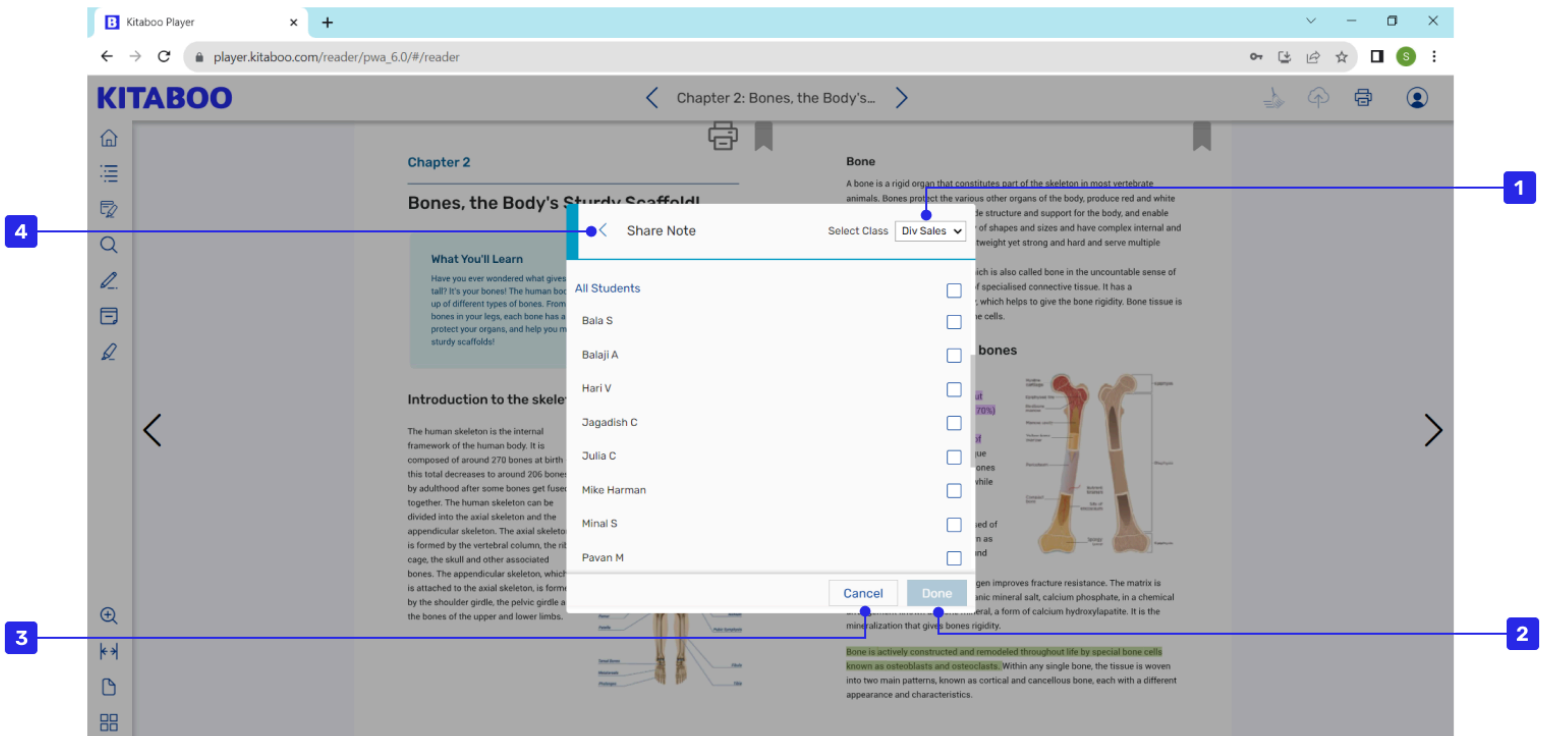 Kitaboo Player
player.kitaboo.com/reader/pwa_6.0/#/reader
S
KITABOO
Chapter 2: Bones, the Body's...
Chapter 2
Bones, the Body's Sturdy Scaffold!
What You'll Learn
Have you ever wondered what gives
tall? It's your bones! The human bod
up of different types of bones. From
bones in your legs, each bone has a
protect your organs, and help you m
sturdy scaffolds!
Introduction to the skele
The human skeleton is the internal
framework of the human body. It is
composed of around 270 bones at birth
this total decreases to around 206 bones
by adulthood after some bones get fused
together. The human skeleton can be
divided into the axial skeleton and the
appendicular skeleton. The axial skeleto
is formed by the vertebral column, the rib
cage, the skull and other associated
bones. The appendicular skeleton, which
is attached to the axial skeleton, is forme
by the shoulder girdle, the pelvic girdle a
the bones of the upper and lower limbs.
4
Share Note
Select Class
Div Sales
All Students
Bala S
Balaji A
Hari V
Jagadish C
Julia C
Mike Harman
Minal S
Pavan M
Cancel
Done
3
Bone
A bone is a rigid organ that constitutes part of the skeleton in most vertebrate
animals. Bones protect the various other organs of the body, produce red and white
de structure and support for the body, and enable
of shapes and sizes and have complex internal and
tweight yet strong and hard and serve multiple
ich is also called bone in the uncountable sense of
f specialised connective tissue. It has a
, which helps to give the bone rigidity. Bone tissue is
ne cells.
bones
ut
70%)
of
gue
ones
while
ed of
n as
and
gen improves fracture resistance. The matrix is
anic mineral salt, calcium phosphate, in a chemical
mineral, a form of calcium hydroxylapatite. It is the
mineralization that gives bones rigidity.
Bone is actively constructed and remodeled throughout life by special bone cells
known as osteoblasts and osteoclasts. Within any single bone, the tissue is woven
into two main patterns, known as cortical and cancellous bone, each with a different
appearance and characteristics.
1
2